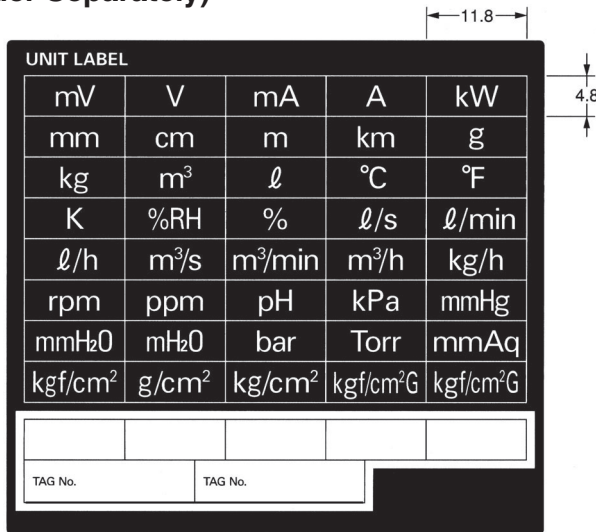 er Separately)
11.8
UNIT LABEL
mV V mA A kW
4.8
mm cm m km g
kg m³ ℓ °C °F
K %RH % ℓ/s ℓ/min
ℓ/h m³/s m³/min m³/h kg/h
rpm ppm pH kPa mmHg
mmH₂O mH₂O bar Torr mmAq
kgf/cm² g/cm² kg/cm² kgf/cm²G kgf/cm²G
TAG No. TAG No.